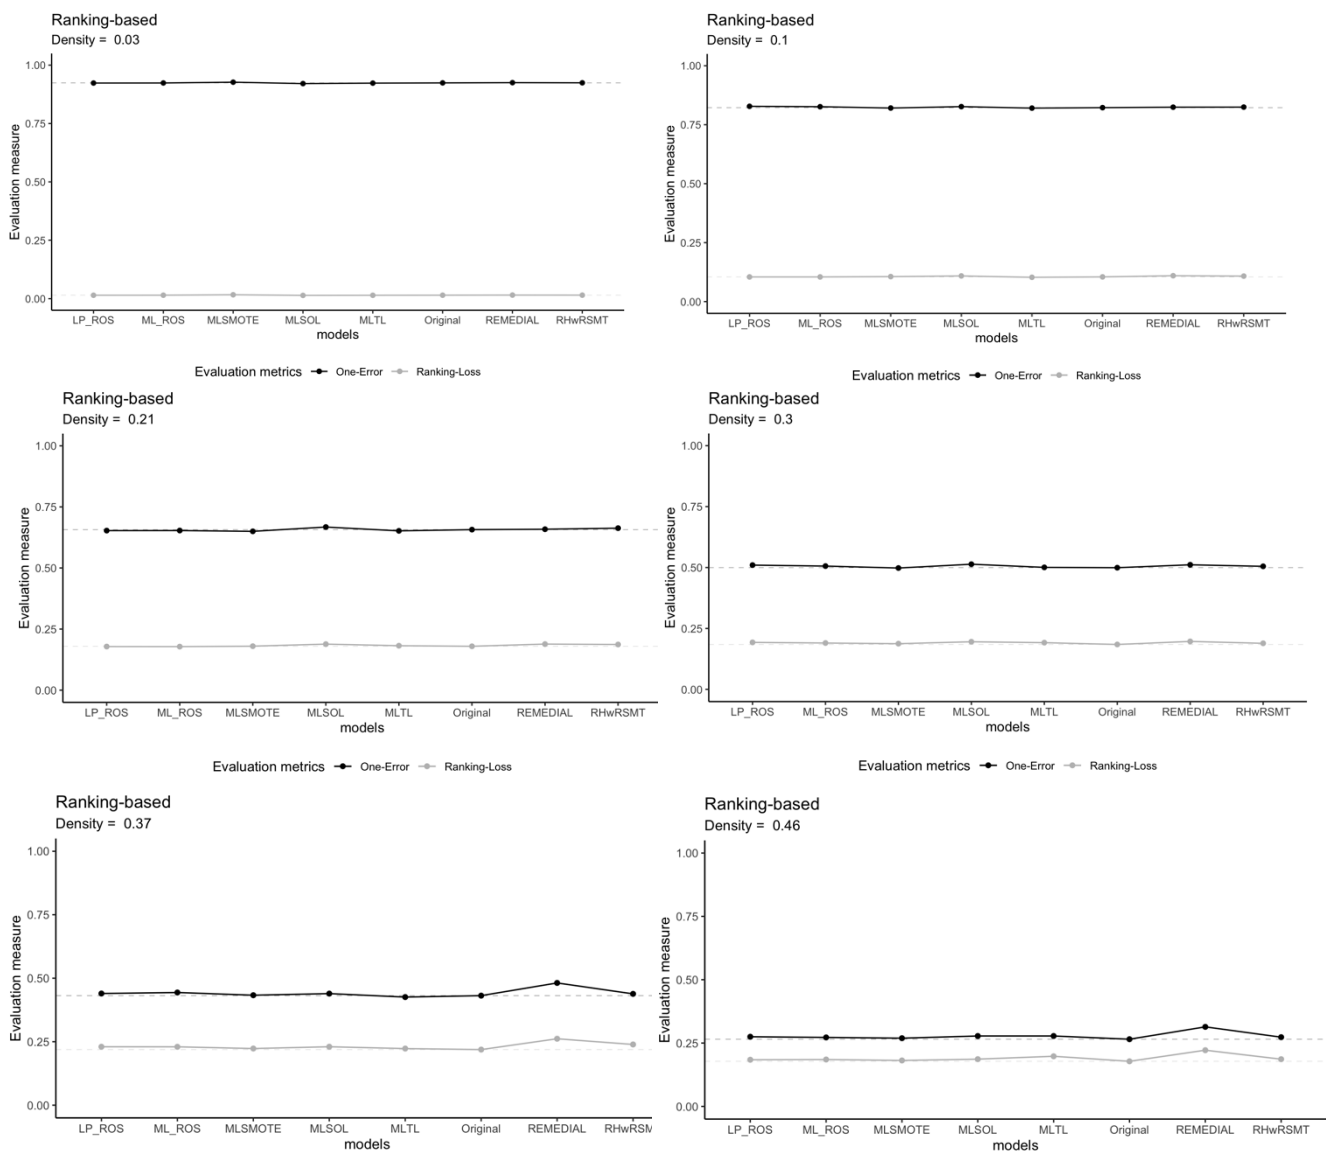 Ranking-based
Density =  0.03
1.00
0.75
0.50
0.25
0.00
Evaluation measure
LP_ROS ML_ROS MLSMOTE MLSOL MLTL Original REMEDIAL RHwRSMT
models
Evaluation metrics One-Error Ranking-Loss
Ranking-based
Density =  0.1
1.00
0.75
0.50
0.25
0.00
Evaluation measure
LP_ROS ML_ROS MLSMOTE MLSOL MLTL Original REMEDIAL RHwRSMT
models
Evaluation metrics One-Error Ranking-Loss
Ranking-based
Density =  0.21
1.00
0.75
0.50
0.25
0.00
Evaluation measure
LP_ROS ML_ROS MLSMOTE MLSOL MLTL Original REMEDIAL RHwRSMT
models
Evaluation metrics One-Error Ranking-Loss
Ranking-based
Density =  0.3
1.00
0.75
0.50
0.25
0.00
Evaluation measure
LP_ROS ML_ROS MLSMOTE MLSOL MLTL Original REMEDIAL RHwRSMT
models
Evaluation metrics One-Error Ranking-Loss
Ranking-based
Density =  0.37
1.00
0.75
0.50
0.25
0.00
Evaluation measure
LP_ROS ML_ROS MLSMOTE MLSOL MLTL Original REMEDIAL RHwRSM
models
Ranking-based
Density =  0.46
1.00
0.75
0.50
0.25
0.00
Evaluation measure
LP_ROS ML_ROS MLSMOTE MLSOL MLTL Original REMEDIAL RHwRSMT
models